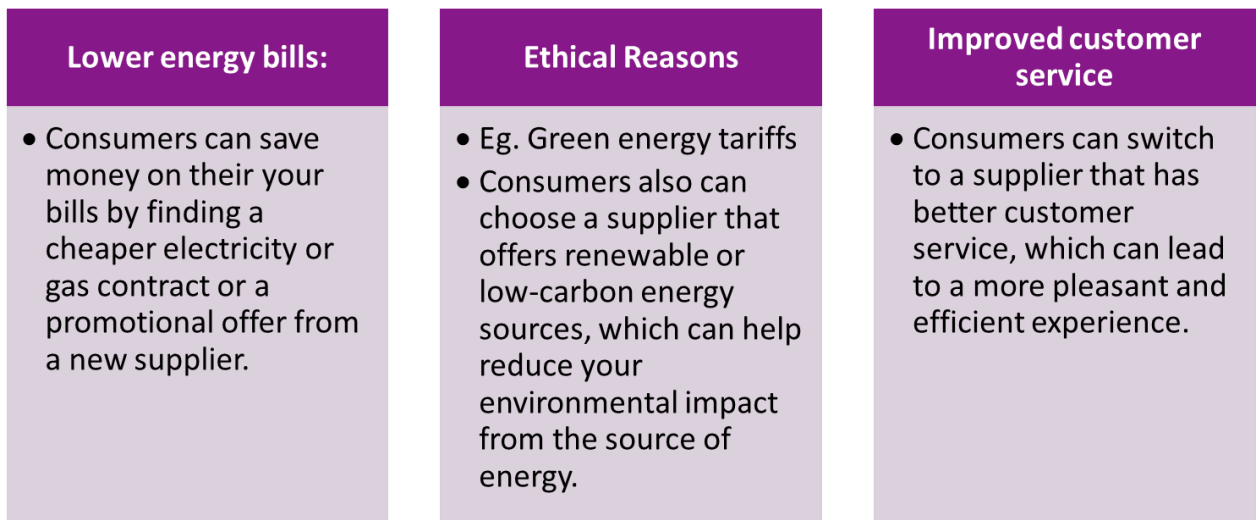 Lower energy bills:
• Consumers can save
money on their your
bills by finding a
cheaper electricity or
gas contract or a
promotional offer from
a new supplier.
Ethical Reasons
• Eg. Green energy tariffs
• Consumers also can
choose a supplier that
offers renewable or
low-carbon energy
sources, which can help
reduce your
environmental impact
from the source of
energy.
Improved customer
service
• Consumers can switch
to a supplier that has
better customer
service, which can lead
to a more pleasant and
efficient experience.